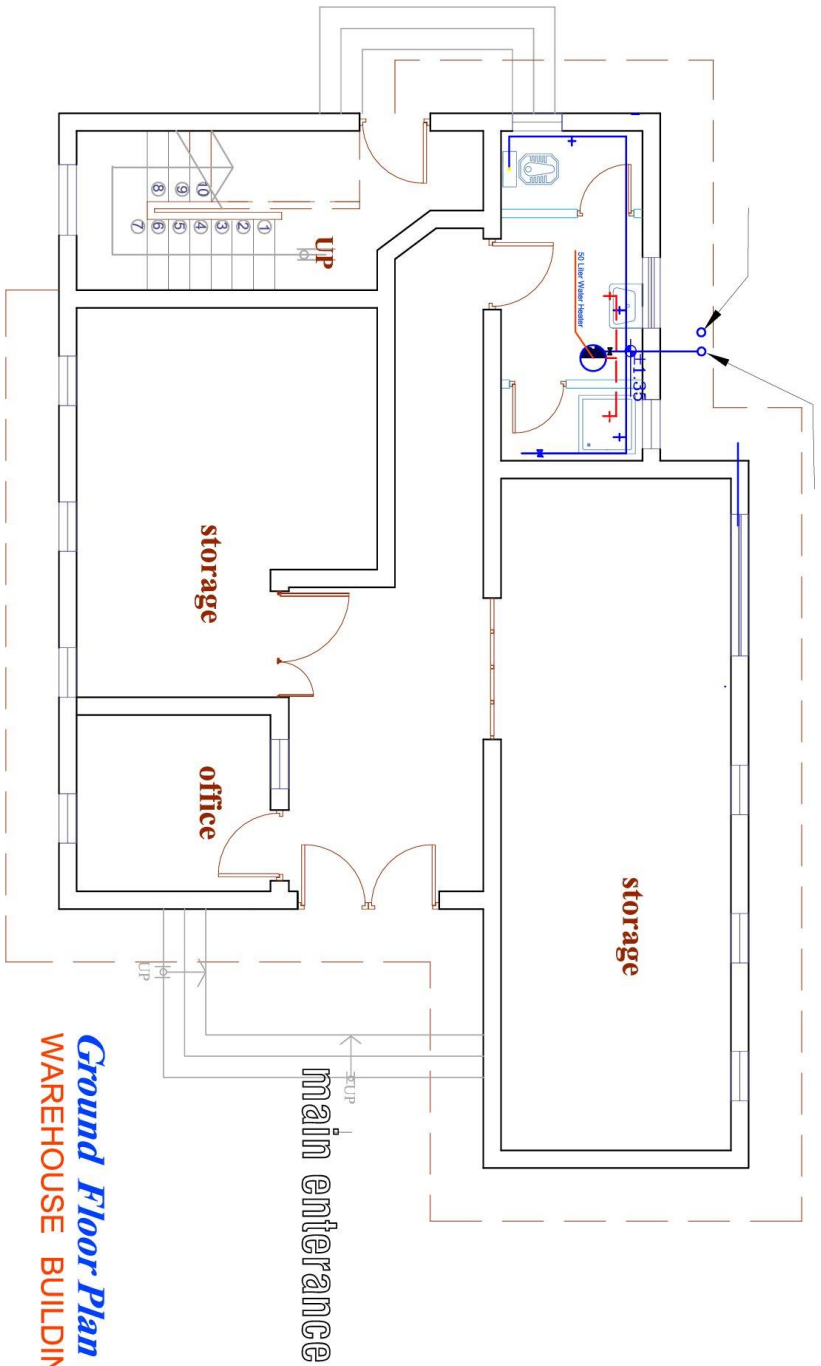 50 Liter Water Heater
+1.35
UP
1
2
3
4
5
6
7
8
9
10
storage
storage
office
UP
UP
main enterance
Ground Floor Plan
WAREHOUSE BUILDIN